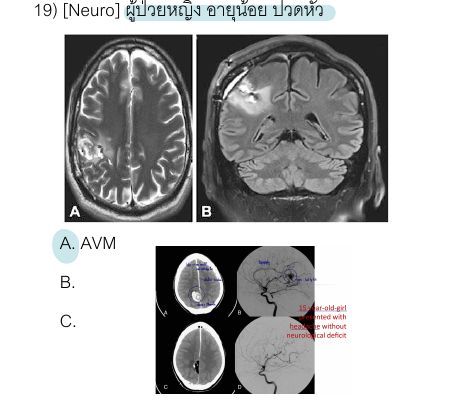 19) [Neuro] ผู้ป่วยหญิง อายุน้อย ปวดหัว
A
B
A. AVM
B.
C.
A
B
15-year-old-girl
presented with
headache without
neurological deficit
C
D